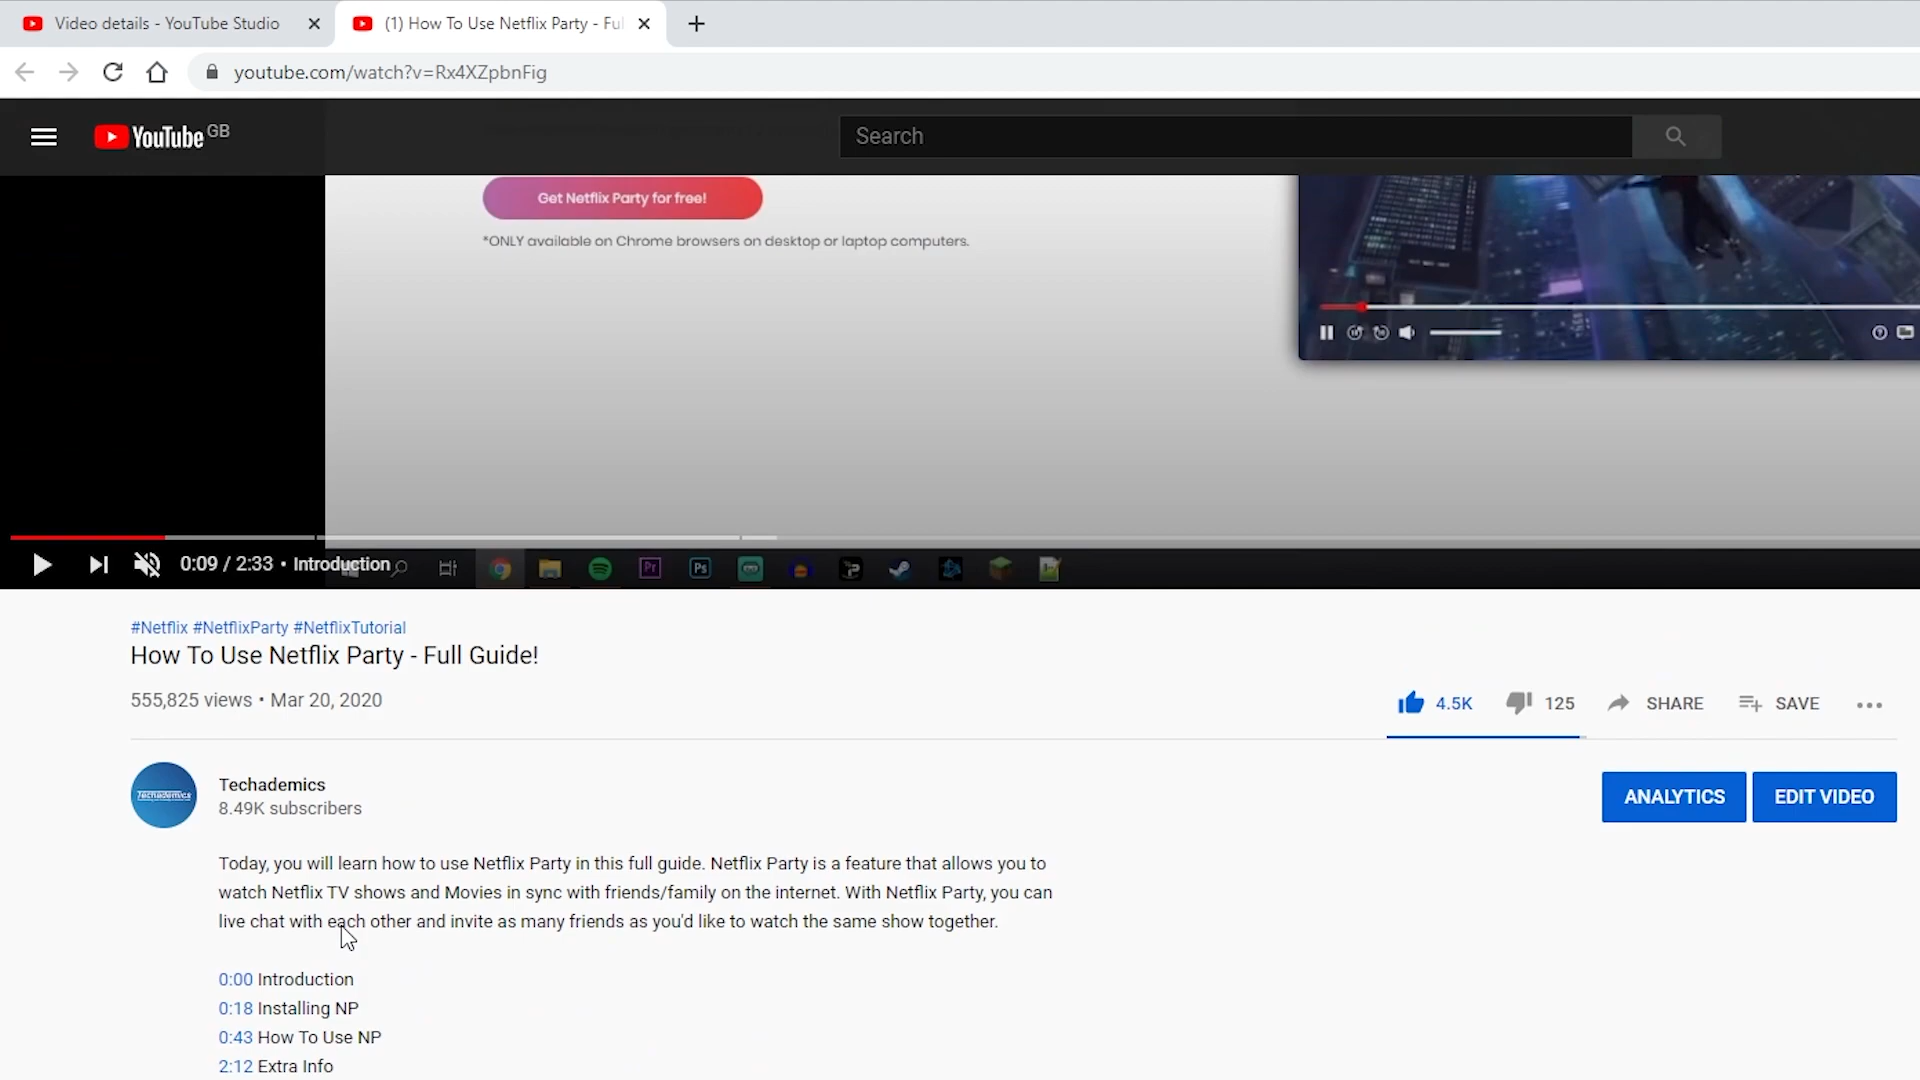 Video details - YouTube Studio
(1) How To Use Netflix Party - Ful
youtube.com/watch?v=Rx4XZpbnFig
YouTube GB
Search
Get Netflix Party for free!
*ONLY available on Chrome browsers on desktop or laptop computers.
0:09 / 2:33 • Introduction
Pr
Ps
#Netflix #NetflixParty #NetflixTutorial
How To Use Netflix Party - Full Guide!
555,825 views • Mar 20, 2020
4.5K
125
SHARE
SAVE
Techademics
Techademics
8.49K subscribers
ANALYTICS
EDIT VIDEO
Today, you will learn how to use Netflix Party in this full guide. Netflix Party is a feature that allows you to
watch Netflix TV shows and Movies in sync with friends/family on the internet. With Netflix Party, you can
live chat with each other and invite as many friends as you'd like to watch the same show together.
0:00 Introduction
0:18 Installing NP
0:43 How To Use NP
2:12 Extra Info